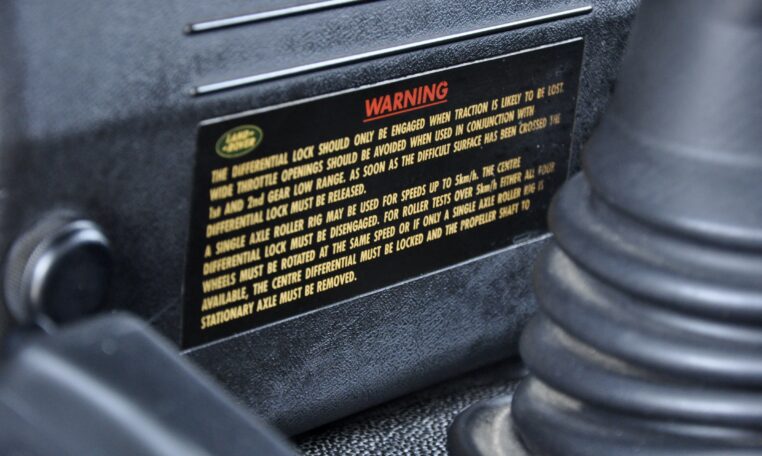 WARNING
LAND-
-ROVER
THE DIFFERENTIAL LOCK SHOULD ONLY BE ENGAGED WHEN TRACTION IS LIKELY TO BE LOST.
WIDE THROTTLE OPENINGS SHOULD BE AVOIDED WHEN USED IN CONJUNCTION WITH
1st AND 2nd GEAR LOW RANGE. AS SOON AS THE DIFFICULT SURFACE HAS BEEN CROSSED THE
DIFFERENTIAL LOCK MUST BE RELEASED.
A SINGLE AXLE ROLLER RIG MAY BE USED FOR SPEEDS UP TO 5km/h. THE CENTRE
DIFFERENTIAL LOCK MUST BE DISENGAGED. FOR ROLLER TESTS OVER 5km/h EITHER ALL FOUR
WHEELS MUST BE ROTATED AT THE SAME SPEED OR IF ONLY A SINGLE AXLE ROLLER RIG IS
AVAILABLE, THE CENTRE DIFFERENTIAL MUST BE LOCKED AND THE PROPELLER SHAFT TO
STATIONARY AXLE MUST BE REMOVED.